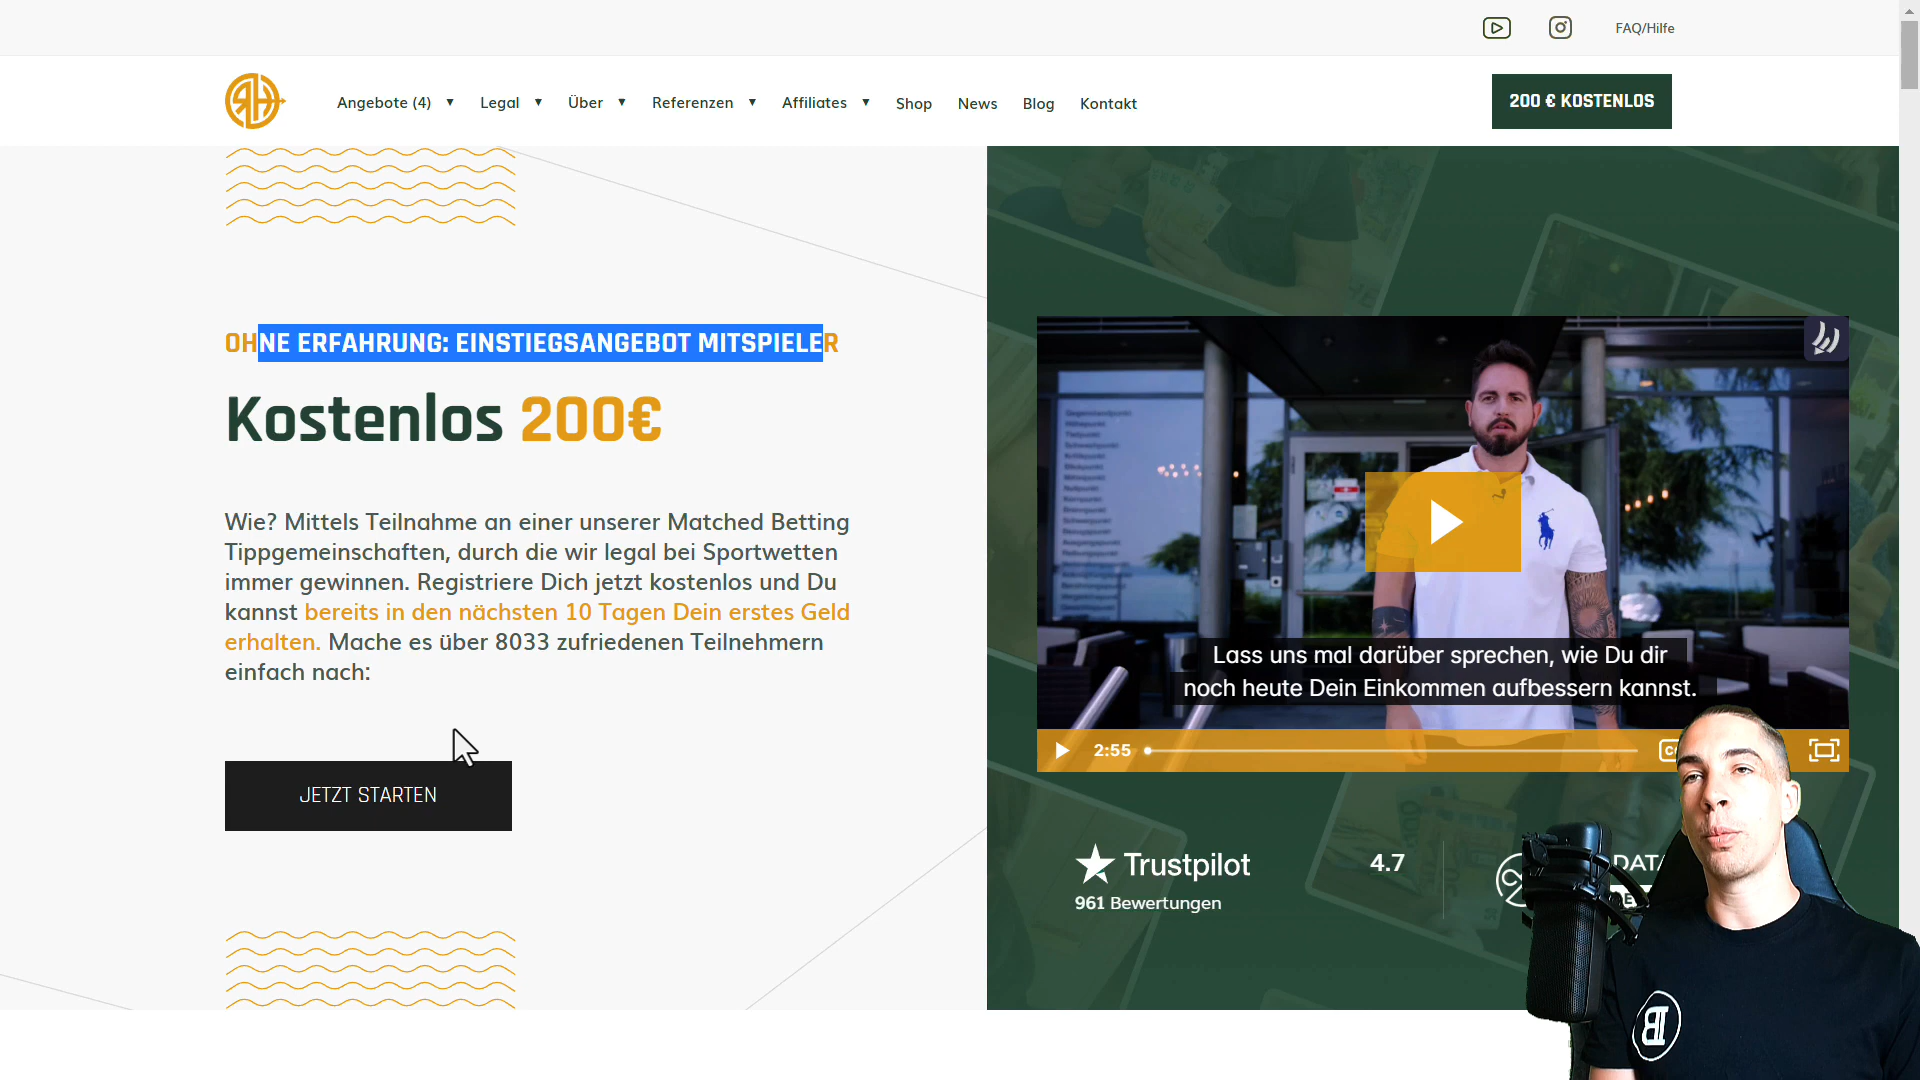 FAQ/Hilfe
Angebote (4) ▼ Legal ▼ Über ▼ Referenzen ▼ Affiliates ▼ Shop News Blog Kontakt
200 € KOSTENLOS
OHNE ERFAHRUNG: EINSTIEGSANGEBOT MITSPIELER
Kostenlos 200€
Wie? Mittels Teilnahme an einer unserer Matched Betting
Tippgemeinschaften, durch die wir legal bei Sportwetten
immer gewinnen. Registriere Dich jetzt kostenlos und Du
kannst bereits in den nächsten 10 Tagen Dein erstes Geld
erhalten. Mache es über 8033 zufriedenen Teilnehmern
einfach nach:
JETZT STARTEN
Lass uns mal darüber sprechen, wie Du dir
noch heute Dein Einkommen aufbessern kannst.
2:55
Trustpilot
4.7
961 Bewertungen
DATA